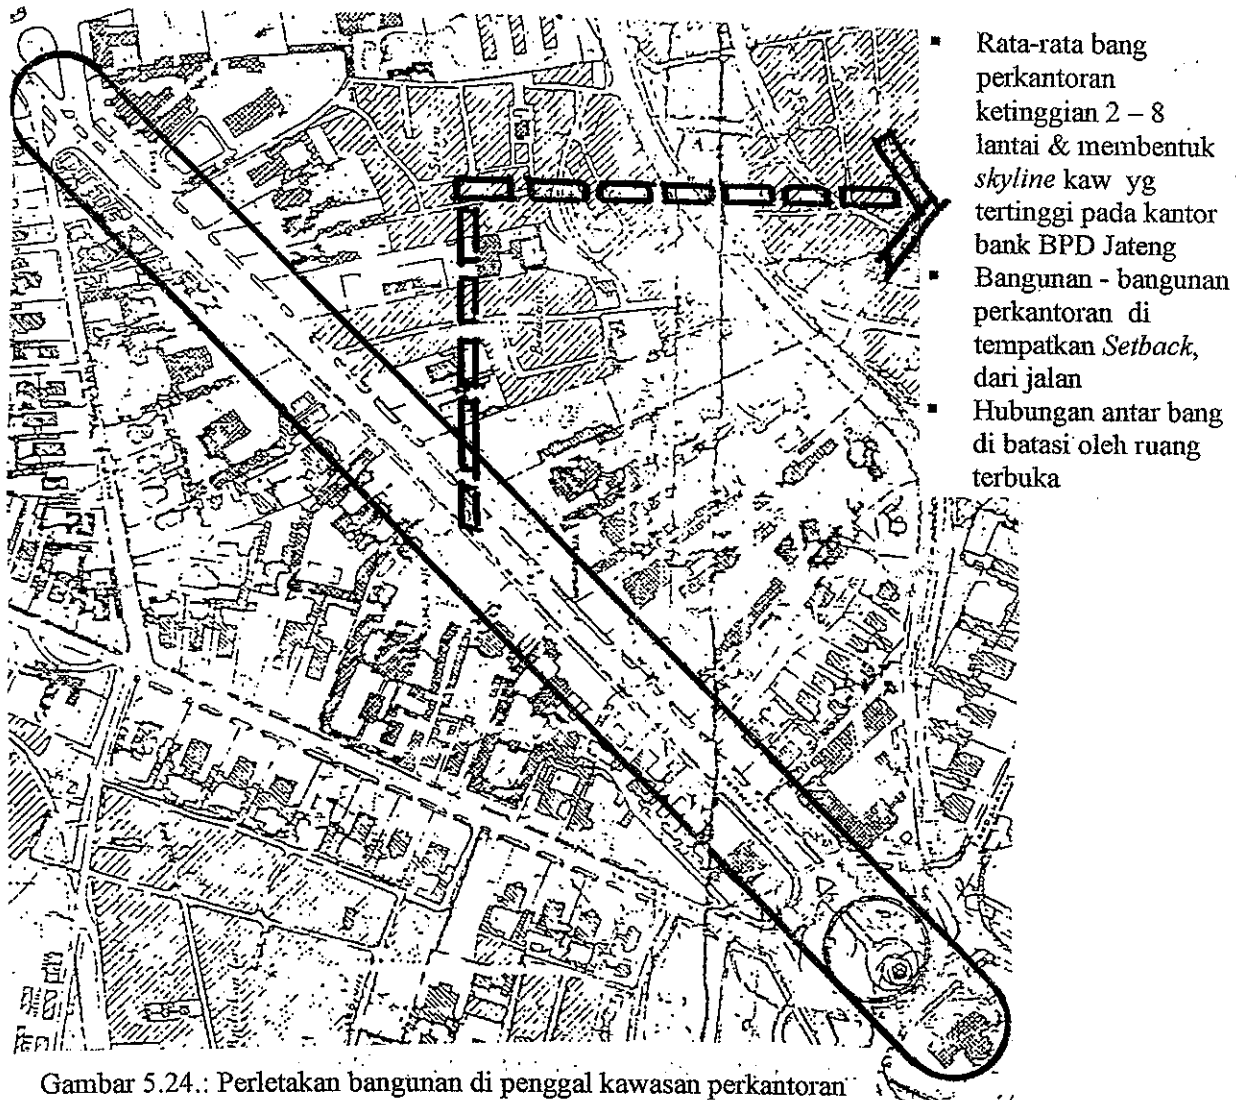 ▪ Rata-rata bang
perkantoran
ketinggian 2 – 8
lantai & membentuk
skyline kaw yg
tertinggi pada kantor
bank BPD Jateng
▪ Bangunan - bangunan
perkantoran di
tempatkan Setback,
dari jalan
▪ Hubungan antar bang
di batasi oleh ruang
terbuka
Gambar 5.24.: Perletakan bangunan di penggal kawasan perkantoran